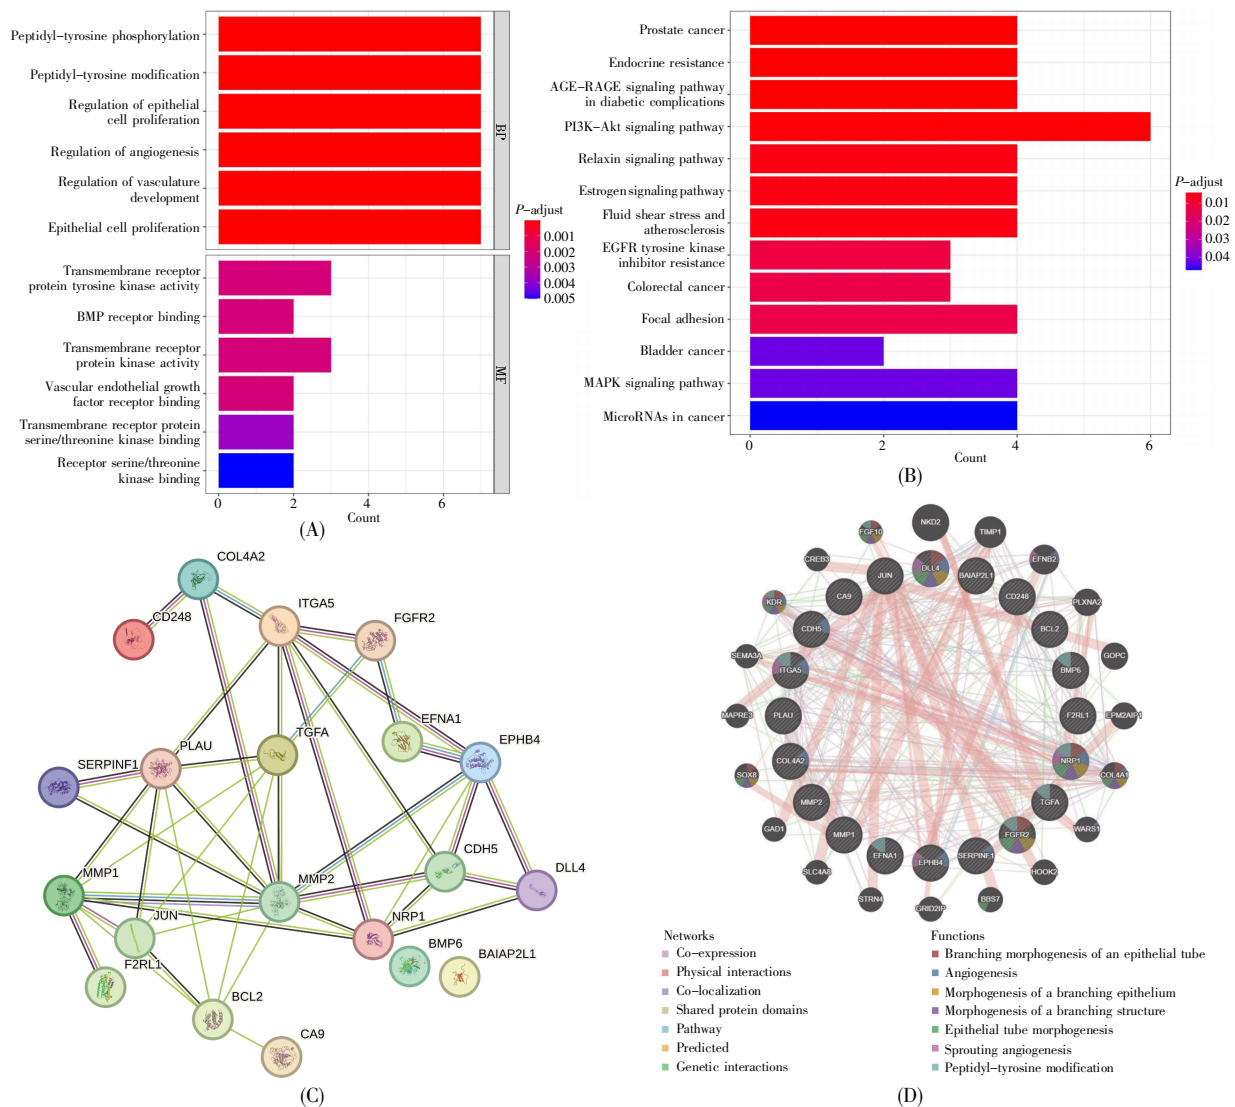 Peptidyl–tyrosine phosphorylation
Peptidyl–tyrosine modification
Regulation of epithelial
cell proliferation
Regulation of angiogenesis
Regulation of vasculature
development
Epithelial cell proliferation
BP
Transmembrane receptor
protein tyrosine kinase activity
BMP receptor binding
Transmembrane receptor
protein kinase activity
Vascular endothelial growth
factor receptor binding
Transmembrane receptor protein
serine/threonine kinase binding
Receptor serine/threonine
kinase binding
MF
0 2 4 6
Count
P–adjust
0.001
0.002
0.003
0.004
0.005
(A)
Prostate cancer
Endocrine resistance
AGE–RAGE signaling pathway
in diabetic complications
PI3K–Akt signaling pathway
Relaxin signaling pathway
Estrogen signaling pathway
Fluid shear stress and
atherosclerosis
EGFR tyrosine kinase
inhibitor resistance
Colorectal cancer
Focal adhesion
Bladder cancer
MAPK signaling pathway
MicroRNAs in cancer
0 2 4 6
Count
P–adjust
0.01
0.02
0.03
0.04
(B)
COL4A2
CD248
ITGA5
FGFR2
EFNA1
TGFA
EPHB4
PLAU
SERPINF1
CDH5
DLL4
MMP1
MMP2
JUN
NRP1
F2RL1
BMP6
BAIAP2L1
BCL2
CA9
(C)
NKD2
FGF10
TIMP1
CREB3
EFNB2
JUN
DLL4
BAIAP2L1
KDR
CA9
CD248
PLXNA2
CDH5
BCL2
SEMA3A
GOPC
ITGA5
BMP6
MAPRE3
PLAU
F2RL1
EPM2AIP1
COL4A2
NRP1
SOX8
COL4A1
MMP2
TGFA
GAD1
MMP1
FGFR2
WARS1
EFNA1
EPHB4
SERPINF1
SLC4A8
HOOK2
STRN4
GRID2IP
BBS7
Networks
Co–expression
Physical interactions
Co–localization
Shared protein domains
Pathway
Predicted
Genetic interactions
Functions
Branching morphogenesis of an epithelial tube
Angiogenesis
Morphogenesis of a branching epithelium
Morphogenesis of a branching structure
Epithelial tube morphogenesis
Sprouting angiogenesis
Peptidyl–tyrosine modification
(D)